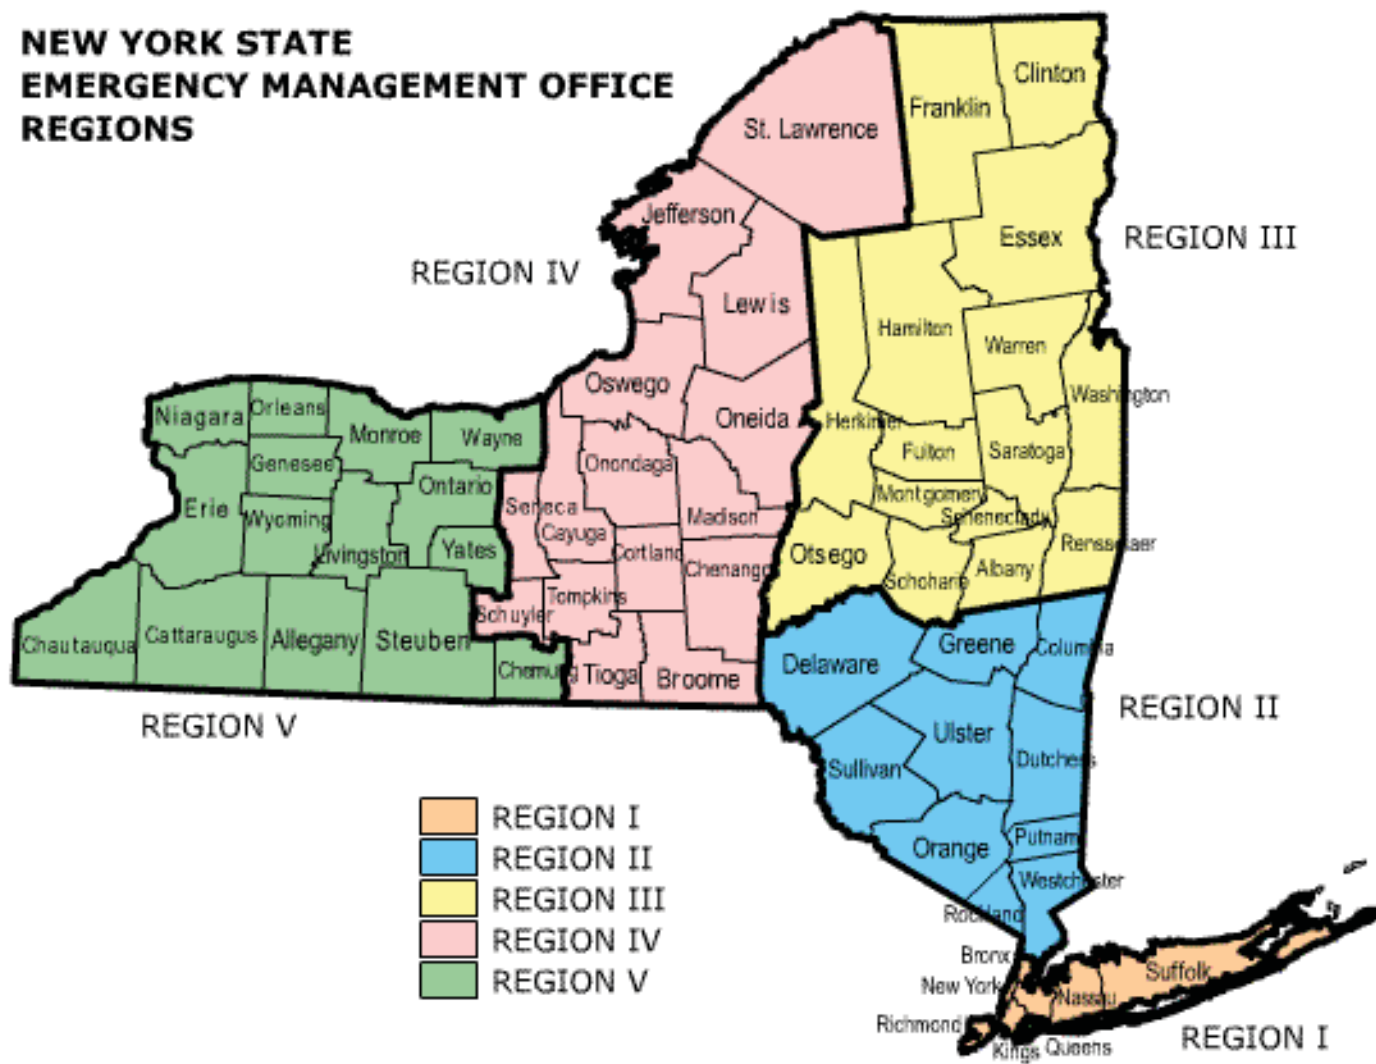 NEW YORK STATE
EMERGENCY MANAGEMENT OFFICE
REGIONS
Clinton
Franklin
St. Lawrence
Jefferson
Essex
REGION III
REGION IV
Lewis
Hamilton
Warren
Oswego
Washington
Niagara
Orleans
Monroe
Wayne
Oneida
Herkimer
Fulton
Saratoga
Genesee
Onondaga
Ontario
Montgomery
Erie
Wyoming
Seneca
Madison
Schenectady
Cayuga
Livingston
Yates
Cortland
Otsego
Rensselaer
Chenango
Schoharie
Albany
Tompkins
Schuyler
Chautauqua
Cattaraugus
Allegany
Steuben
Chemung
Tioga
Broome
Delaware
Greene
Columbia
REGION V
REGION II
Ulster
Sullivan
Dutchess
Orange
Putnam
Westchester
Rockland
REGION I
REGION II
REGION III
REGION IV
REGION V
Bronx
New York
Suffolk
Nassau
Richmond
Kings
Queens
REGION I